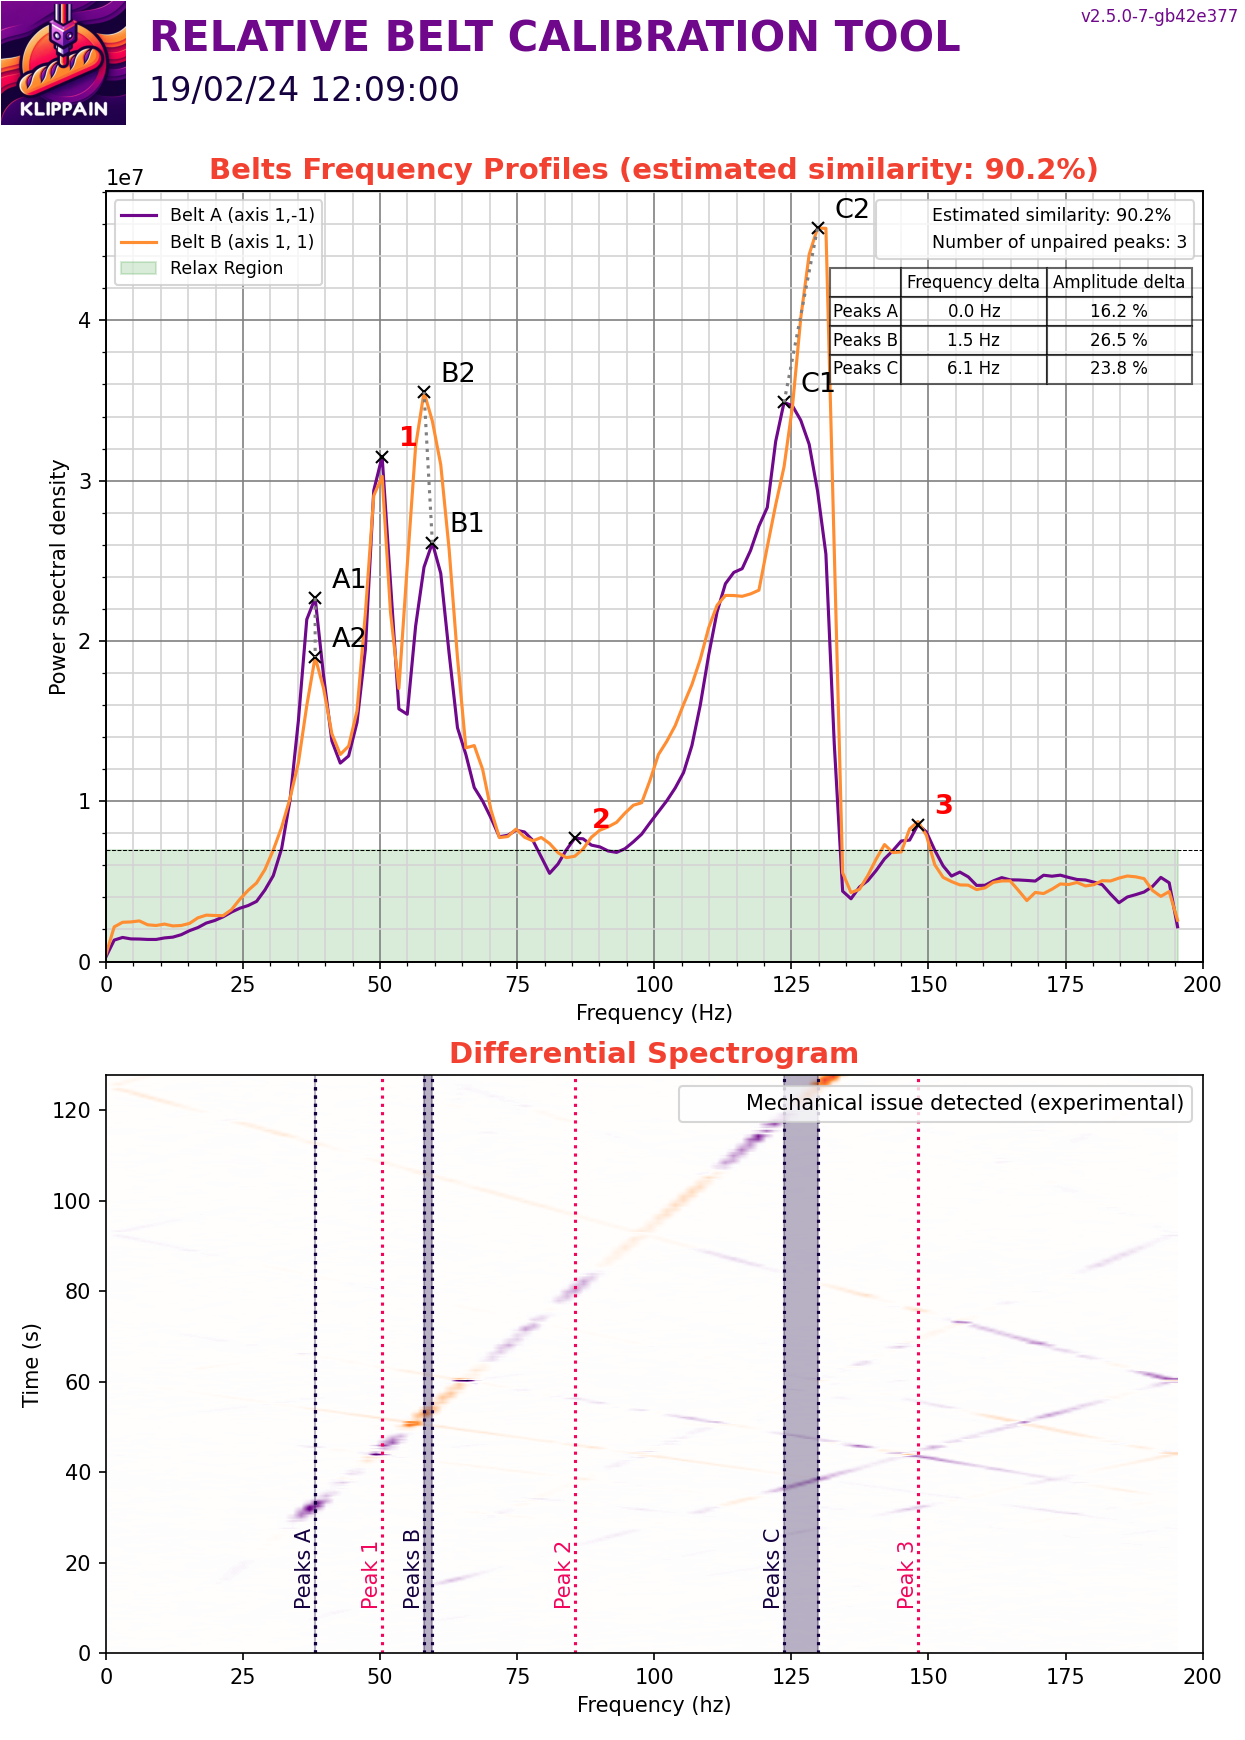 v2.5.0-7-gb42e377
RELATIVE BELT CALIBRATION TOOL
19/02/24 12:09:00
KLIPPAIN
Belts Frequency Profiles (estimated similarity: 90.2%)
1e7
Belt A (axis 1,-1)
Belt B (axis 1, 1)
Relax Region
Estimated similarity: 90.2%
Number of unpaired peaks: 3
Frequency delta Amplitude delta
Peaks A 0.0 Hz 16.2 %
Peaks B 1.5 Hz 26.5 %
Peaks C 6.1 Hz 23.8 %
C2
C1
B2
1
B1
A1
A2
2
3
4
3
2
1
0
Power spectral density
0 25 50 75 100 125 150 175 200
Frequency (Hz)
Differential Spectrogram
Mechanical issue detected (experimental)
120
100
80
60
40
20
0
Time (s)
Peaks A
Peak 1
Peaks B
Peak 2
Peaks C
Peak 3
0 25 50 75 100 125 150 175 200
Frequency (hz)